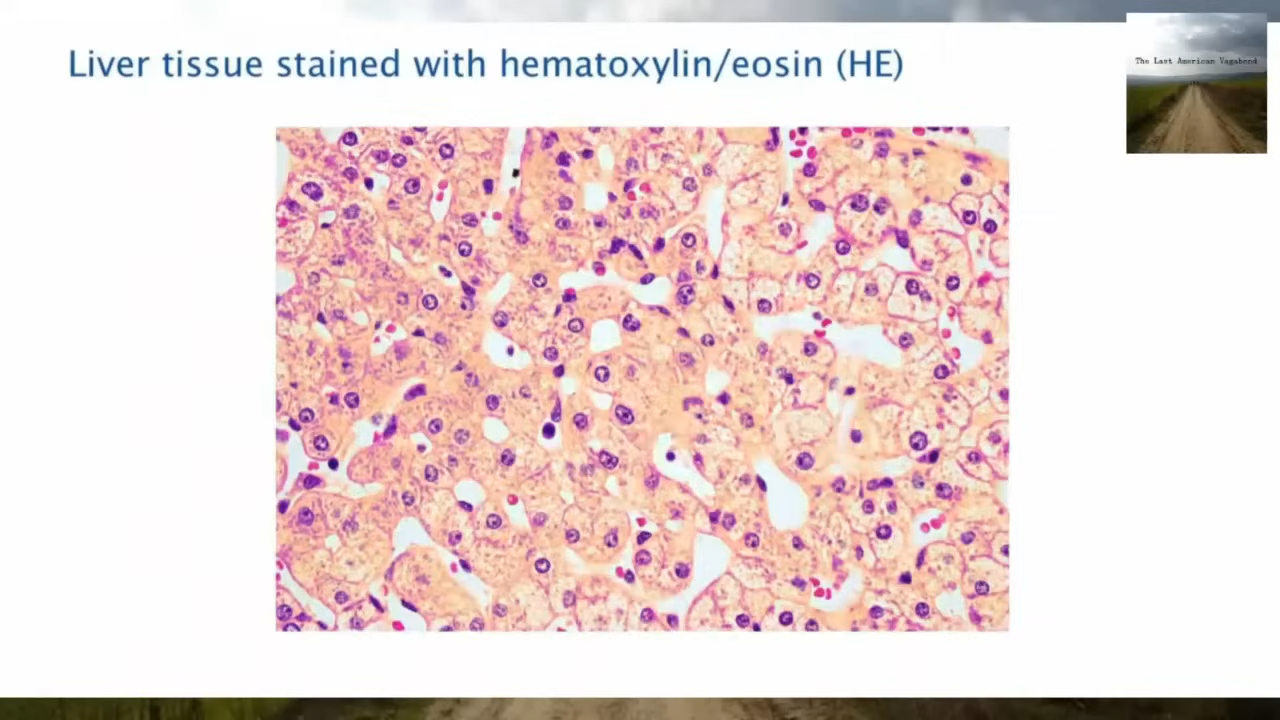 Liver tissue stained with hematoxylin/eosin (HE)
The Last American Vagabond